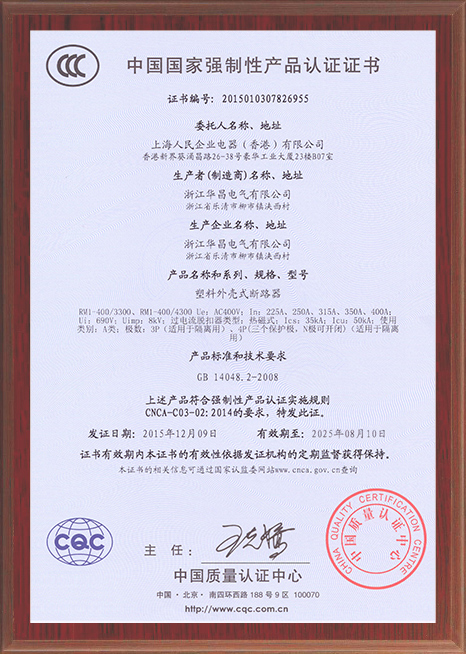 CCC
中国国家强制性产品认证证书
证书编号: 2015010307826955
委托人名称、地址
上海人民企业电器（香港）有限公司
香港新界葵涌昌路26-38号豪华工业大厦23楼B07室
生产者(制造商)名称、地址
浙江华昌电气有限公司
浙江省乐清市柳市镇泱西村
生产企业名称、地址
浙江华昌电气有限公司
浙江省乐清市柳市镇泱西村
产品名称和系列、规格、型号
塑料外壳式断路器
RM1-400/3300、RM1-400/4300 Ue: AC400V; In: 225A、250A、315A、350A、400A;
Ui: 690V; Uimp: 8kV; 过电流脱扣器类型: 热磁式; Ics: 35kA; Icu: 50kA; 使用
类别: A类; 极数: 3P（适用于隔离用）、4P(三个保护极，N极可开闭)（适用于隔离
用）
产品标准和技术要求
GB 14048.2-2008
上述产品符合强制性产品认证实施规则
CNCA-C03-02:2014的要求，特发此证。
发证日期: 2015年12月09日 有效期至: 2025年08月10日
证书有效期内本证书的有效性依据发证机构的定期监督获得保持。
本证书的相关信息可通过国家认监委网站www.cnca.gov.cn查询
CQC
主 任:
中国质量认证中心
中国·北京·南四环西路188号9区 100070
http://www.cqc.com.cn
CHINA QUALITY CERTIFICATION CENTRE
中国质量认证中心